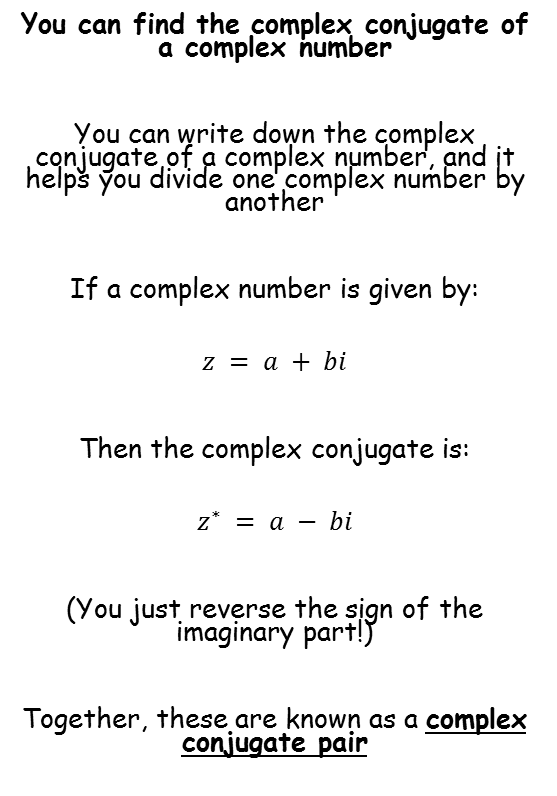 You can find the complex conjugate of
a complex number
You can write down the complex
conjugate of a complex number, and it
helps you divide one complex number by
another
If a complex number is given by:
z = a + bi
Then the complex conjugate is:
z* = a − bi
(You just reverse the sign of the
imaginary part!)
Together, these are known as a complex
conjugate pair